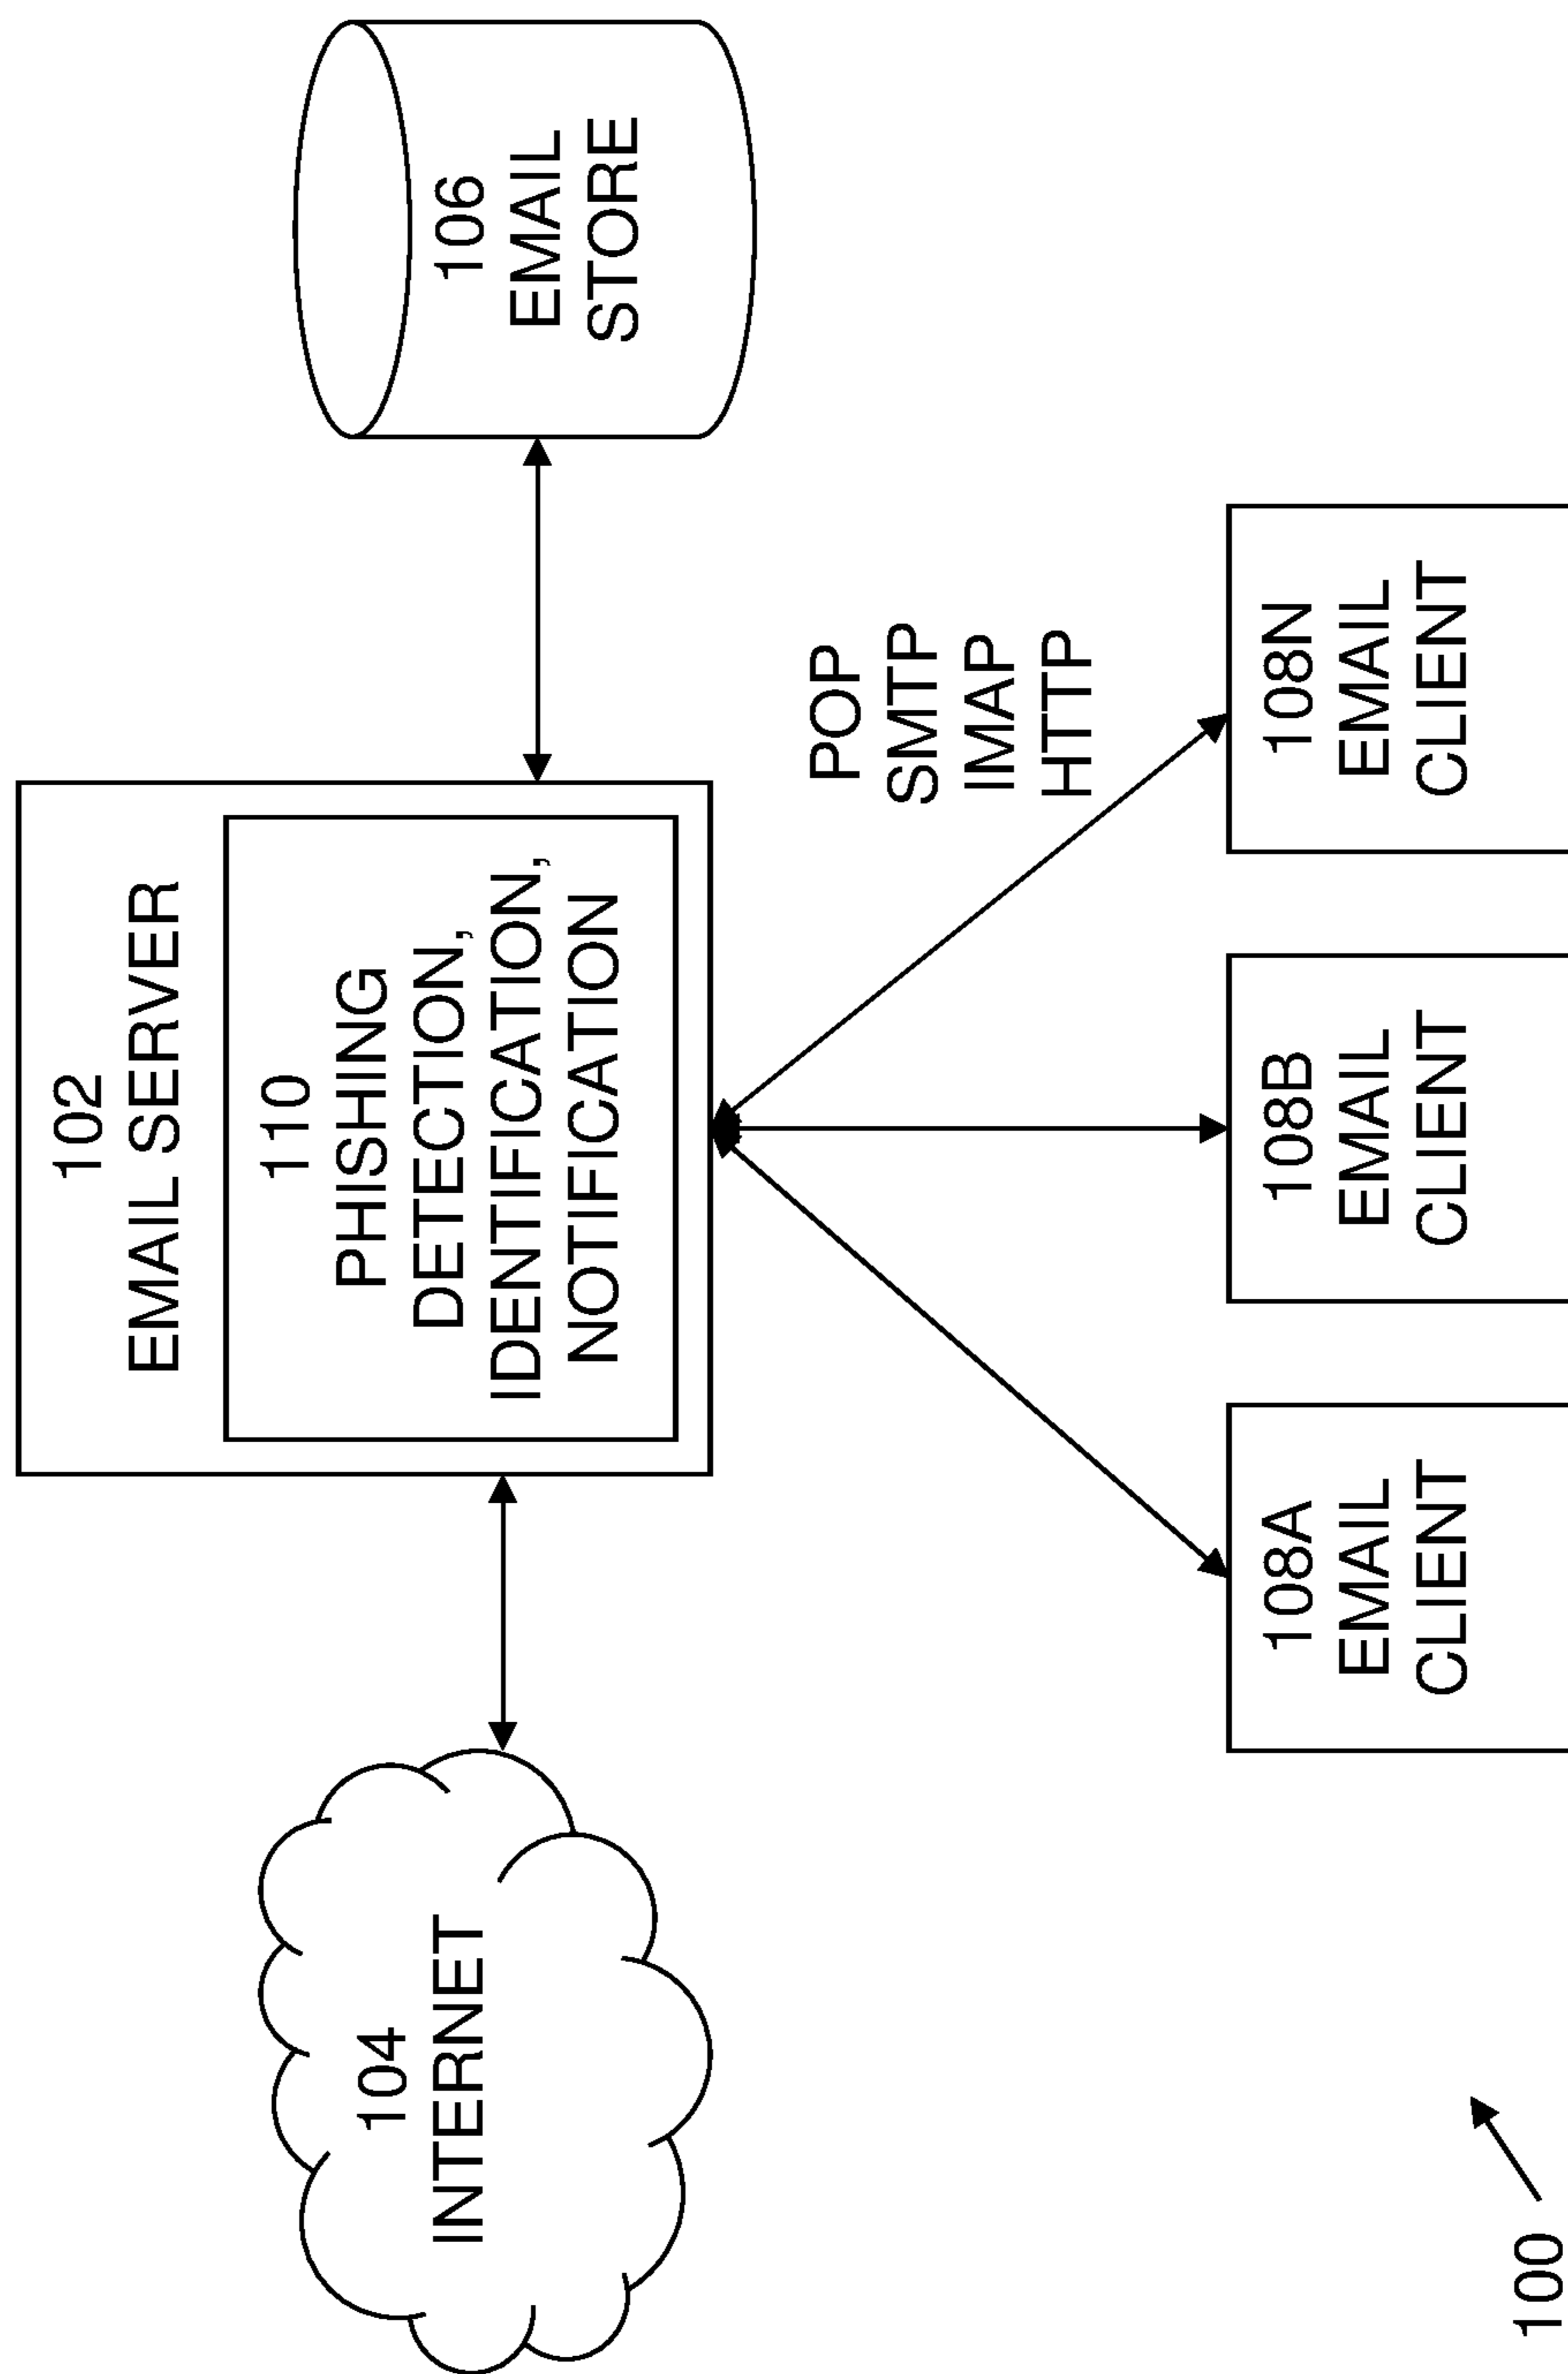 102
EMAIL SERVER
110
PHISHING
DETECTION,
IDENTIFICATION,
NOTIFICATION
104
INTERNET
106
EMAIL
STORE
POP
SMTP
IMAP
HTTP
108A
EMAIL
CLIENT
108B
EMAIL
CLIENT
108N
EMAIL
CLIENT
100